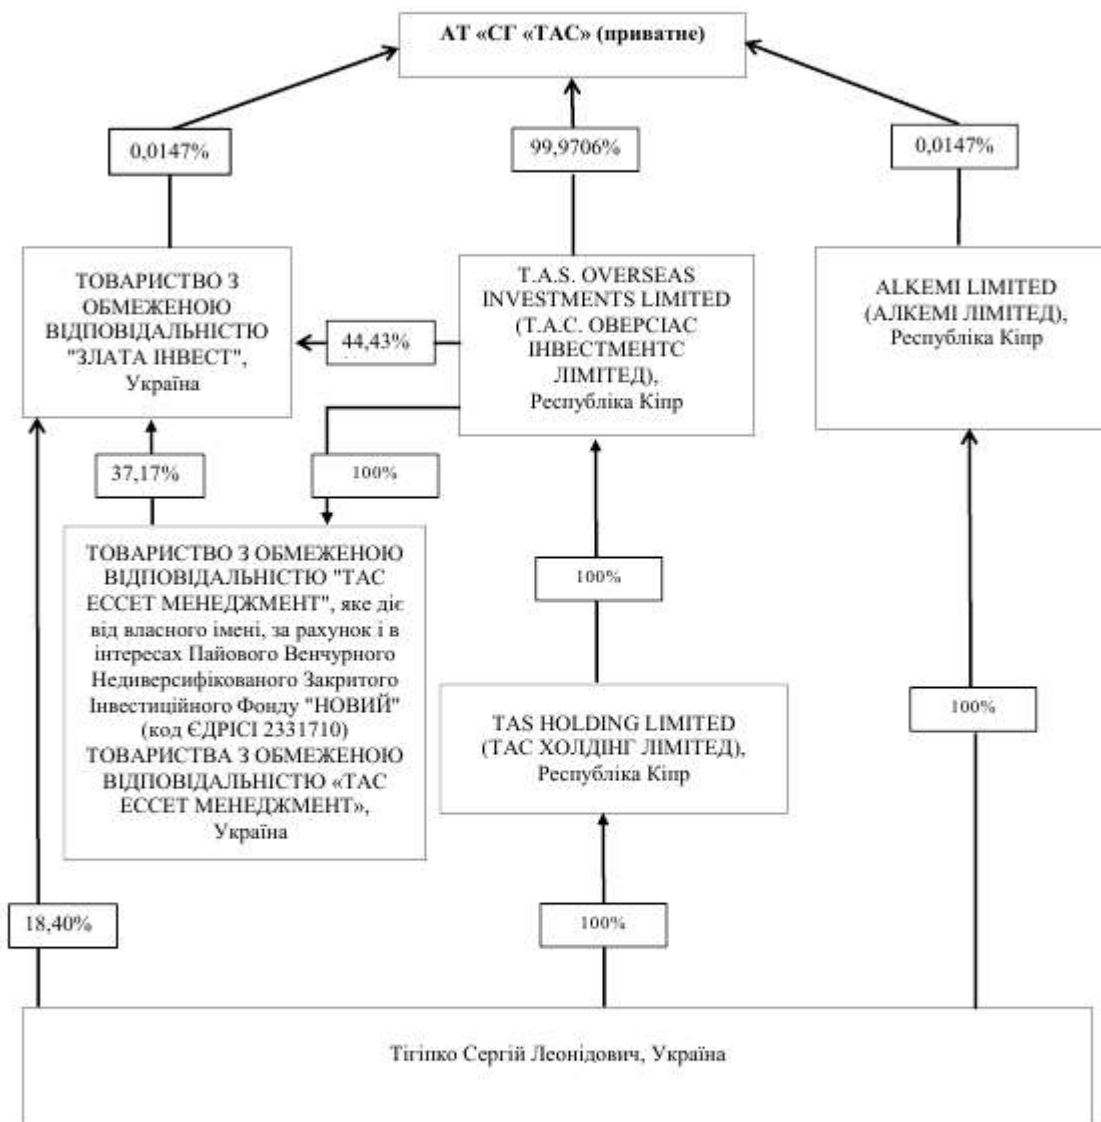 АТ «СГ «ТАС» (приватне)
0,0147%
99,9706%
0,0147%
ТОВАРИСТВО З
ОБМЕЖЕНОЮ
ВІДПОВІДАЛЬНІСТЮ
"ЗЛАТА ІНВЕСТ",
Україна
44,43%
T.A.S. OVERSEAS
INVESTMENTS LIMITED
(Т.А.С. ОВЕРСІАС
ІНВЕСТМЕНТС
ЛІМІТЕД),
Республіка Кіпр
ALKEMI LIMITED
(АЛКЕМІ ЛІМІТЕД),
Республіка Кіпр
37,17%
100%
ТОВАРИСТВО З ОБМЕЖЕНОЮ
ВІДПОВІДАЛЬНІСТЮ "ТАС
ЕССЕТ МЕНЕДЖМЕНТ", яке діє
від власного імені, за рахунок і в
інтересах Пайового Венчурного
Недиверсифікованого Закритого
Інвестиційного Фонду "НОВИЙ"
(код ЄДРІСІ 2331710)
ТОВАРИСТВА З ОБМЕЖЕНОЮ
ВІДПОВІДАЛЬНІСТЮ «ТАС
ЕССЕТ МЕНЕДЖМЕНТ»,
Україна
100%
TAS HOLDING LIMITED
(ТАС ХОЛДІНГ ЛІМІТЕД),
Республіка Кіпр
100%
18,40%
100%
Тігіпко Сергій Леонідович, Україна